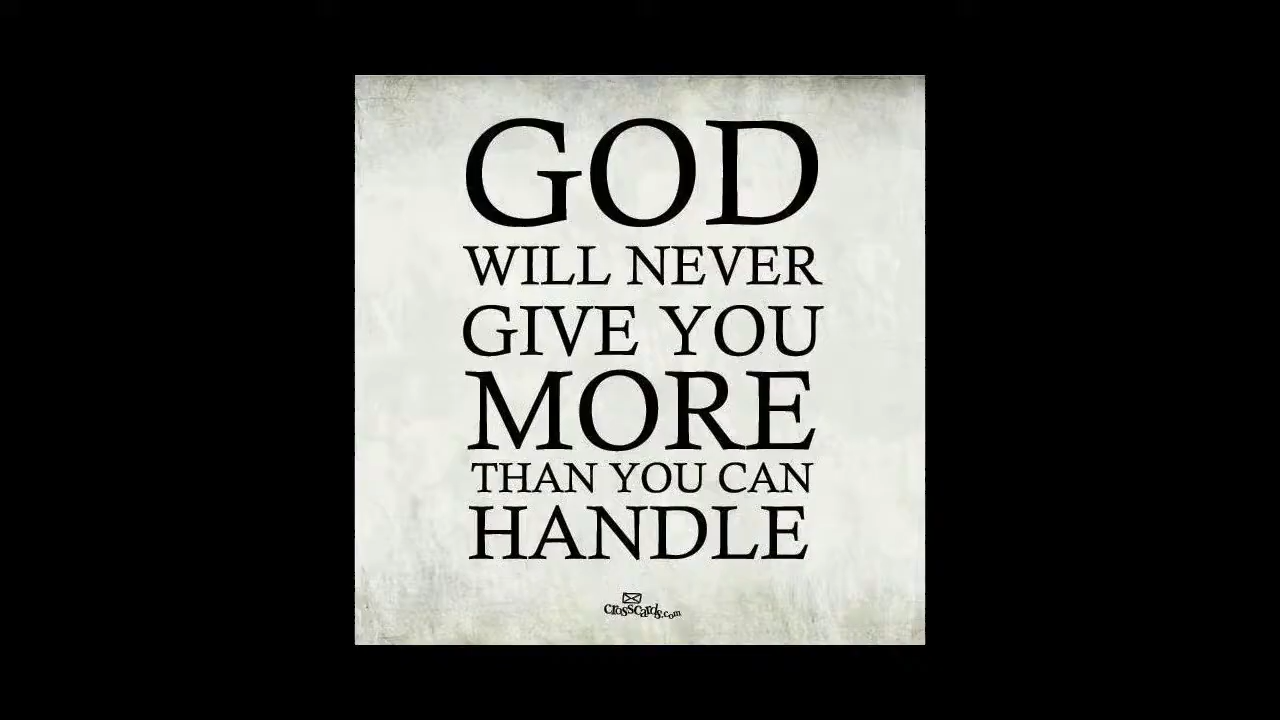 GOD
WILL NEVER
GIVE YOU
MORE
THAN YOU CAN
HANDLE
crosscards.com